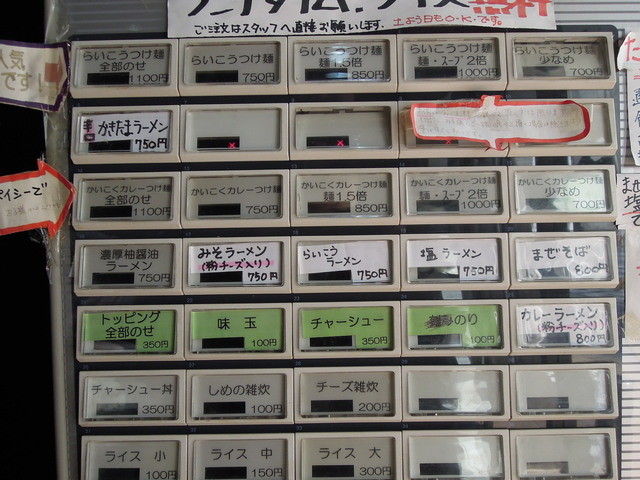 ランチタイム、ライス無料
ご注文はスタッフへ直接お願いします. 土よう日もO.K.です。
らいこうつけ麺
全部のせ
1100円
らいこうつけ麺
750円
らいこうつけ麺
麺1.5倍
850円
らいこうつけ麺
麺・スープ2倍
1000円
らいこうつけ麺
少なめ
700円
かきたまラーメン
750円
かいこくカレーつけ麺
全部のせ
1100円
かいこくカレーつけ麺
750円
かいこくカレーつけ麺
麺1.5倍
850円
かいこくカレーつけ麺
麺・スープ2倍
1000円
かいこくカレーつけ麺
少なめ
700円
濃厚柚醤油
ラーメン
750円
みそラーメン
(粉チーズ入り)
750円
らいこう
ラーメン
750円
塩ラーメン
750円
まぜそば
800円
トッピング
全部のせ
350円
味玉
100円
チャーシュー
350円
のり
100円
カレーラーメン
(粉チーズ入り)
800円
チャーシュー丼
350円
しめの雑炊
100円
チーズ雑炊
200円
ライス 小
100円
ライス 中
150円
ライス 大
300円